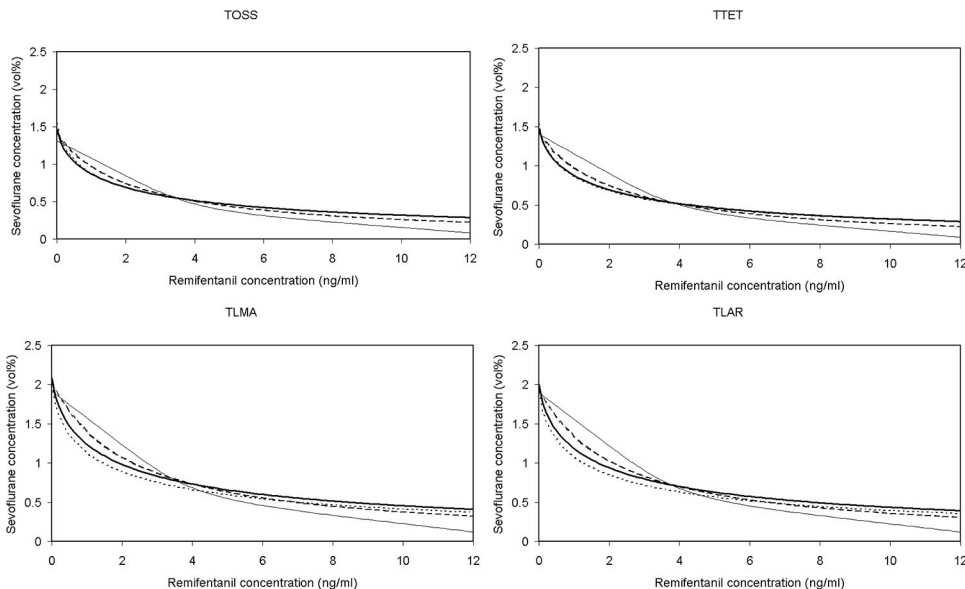 TOSS
TTET
Sevoflurane concentration (vol%)
2.5
2
1.5
1
0.5
0
0 2 4 6 8 10 12
Remifentanil concentration (ng/ml)
Sevoflurane concentration (vol%)
2.5
2
1.5
1
0.5
0
0 2 4 6 8 10 12
Remifentanil concentration (ng/ml)
TLMA
TLAR
Sevoflurane concentration (vol%)
2.5
2
1.5
1
0.5
0
0 2 4 6 8 10 12
Remifentanil concentration (ng/ml)
Sevoflurane concentration (vol%)
2.5
2
1.5
1
0.5
0
0 2 4 6 8 10 12
Remifentanil concentration (ng/ml)